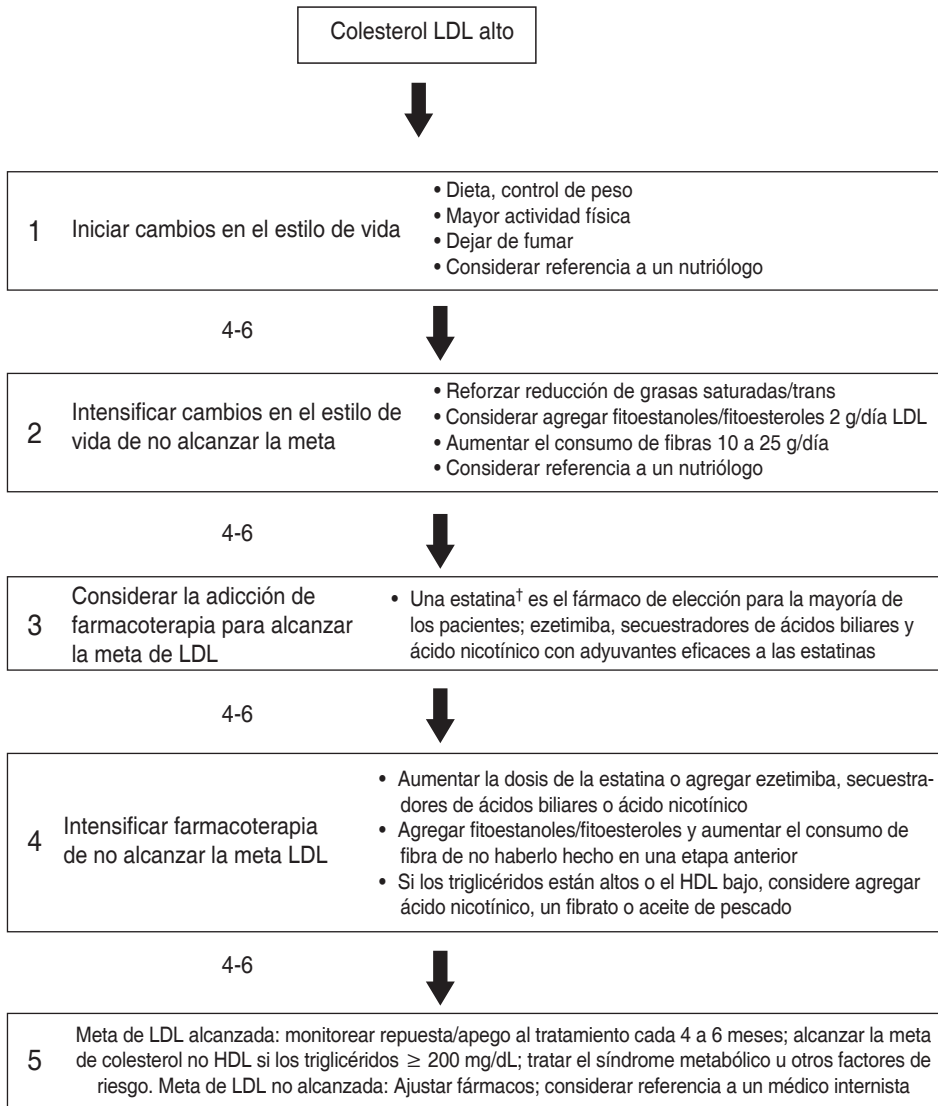 Colesterol LDL alto
1 Iniciar cambios en el estilo de vida
• Dieta, control de peso
• Mayor actividad física
• Dejar de fumar
• Considerar referencia a un nutriólogo
4-6
2 Intensificar cambios en el estilo de
vida de no alcanzar la meta
• Reforzar reducción de grasas saturadas/trans
• Considerar agregar fitoestanoles/fitoesteroles 2 g/día LDL
• Aumentar el consumo de fibras 10 a 25 g/día
• Considerar referencia a un nutriólogo
4-6
3 Considerar la adicción de
farmacoterapia para alcanzar
la meta de LDL
• Una estatina† es el fármaco de elección para la mayoría de
los pacientes; ezetimiba, secuestradores de ácidos biliares y
ácido nicotínico con adyuvantes eficaces a las estatinas
4-6
4 Intensificar farmacoterapia
de no alcanzar la meta LDL
• Aumentar la dosis de la estatina o agregar ezetimiba, secuestra-
dores de ácidos biliares o ácido nicotínico
• Agregar fitoestanoles/fitoesteroles y aumentar el consumo de
fibra de no haberlo hecho en una etapa anterior
• Si los triglicéridos están altos o el HDL bajo, considere agregar
ácido nicotínico, un fibrato o aceite de pescado
4-6
5 Meta de LDL alcanzada: monitorear repuesta/apego al tratamiento cada 4 a 6 meses; alcanzar la meta
de colesterol no HDL si los triglicéridos ≥ 200 mg/dL; tratar el síndrome metabólico u otros factores de
riesgo. Meta de LDL no alcanzada: Ajustar fármacos; considerar referencia a un médico internista